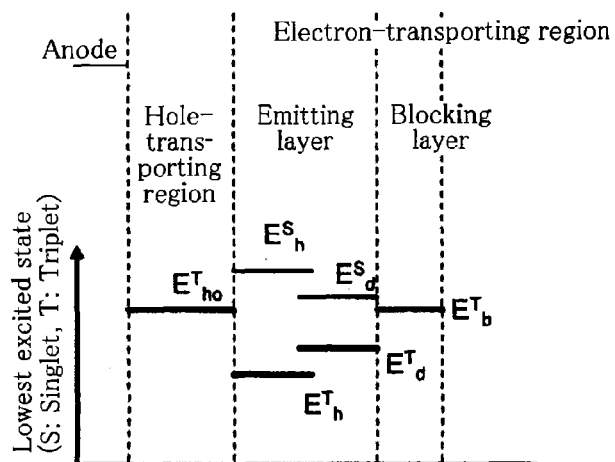 Electron-transporting region
Anode
Hole-
trans-
porting
region
Emitting
layer
Blocking
layer
Lowest excited state
(S: Singlet, T: Triplet)
E^S_h
E^T_ho
E^S_d
E^T_b
E^T_d
E^T_h